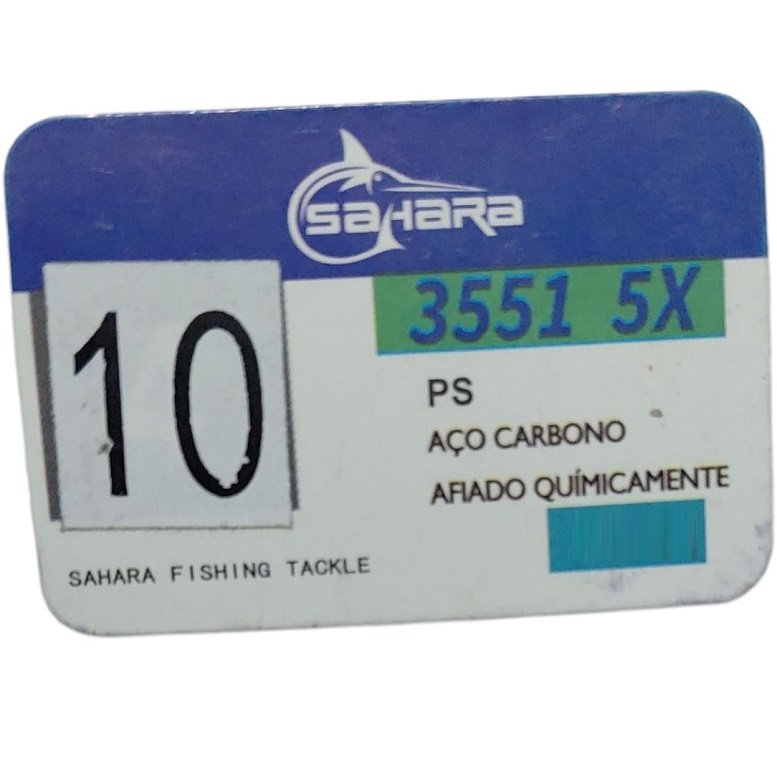 SAHARA
10
3551 5X
PS
AÇO CARBONO
AFIADO QUÍMICAMENTE
SAHARA FISHING TACKLE